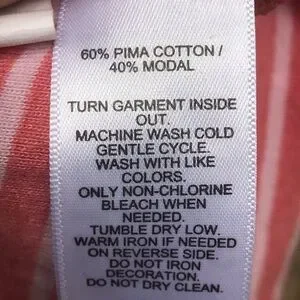 60% PIMA COTTON /
40% MODAL
TURN GARMENT INSIDE
OUT.
MACHINE WASH COLD
GENTLE CYCLE.
WASH WITH LIKE
COLORS.
ONLY NON-CHLORINE
BLEACH WHEN
NEEDED.
TUMBLE DRY LOW.
WARM IRON IF NEEDED
ON REVERSE SIDE.
DO NOT IRON
DECORATION.
DO NOT DRY CLEAN.